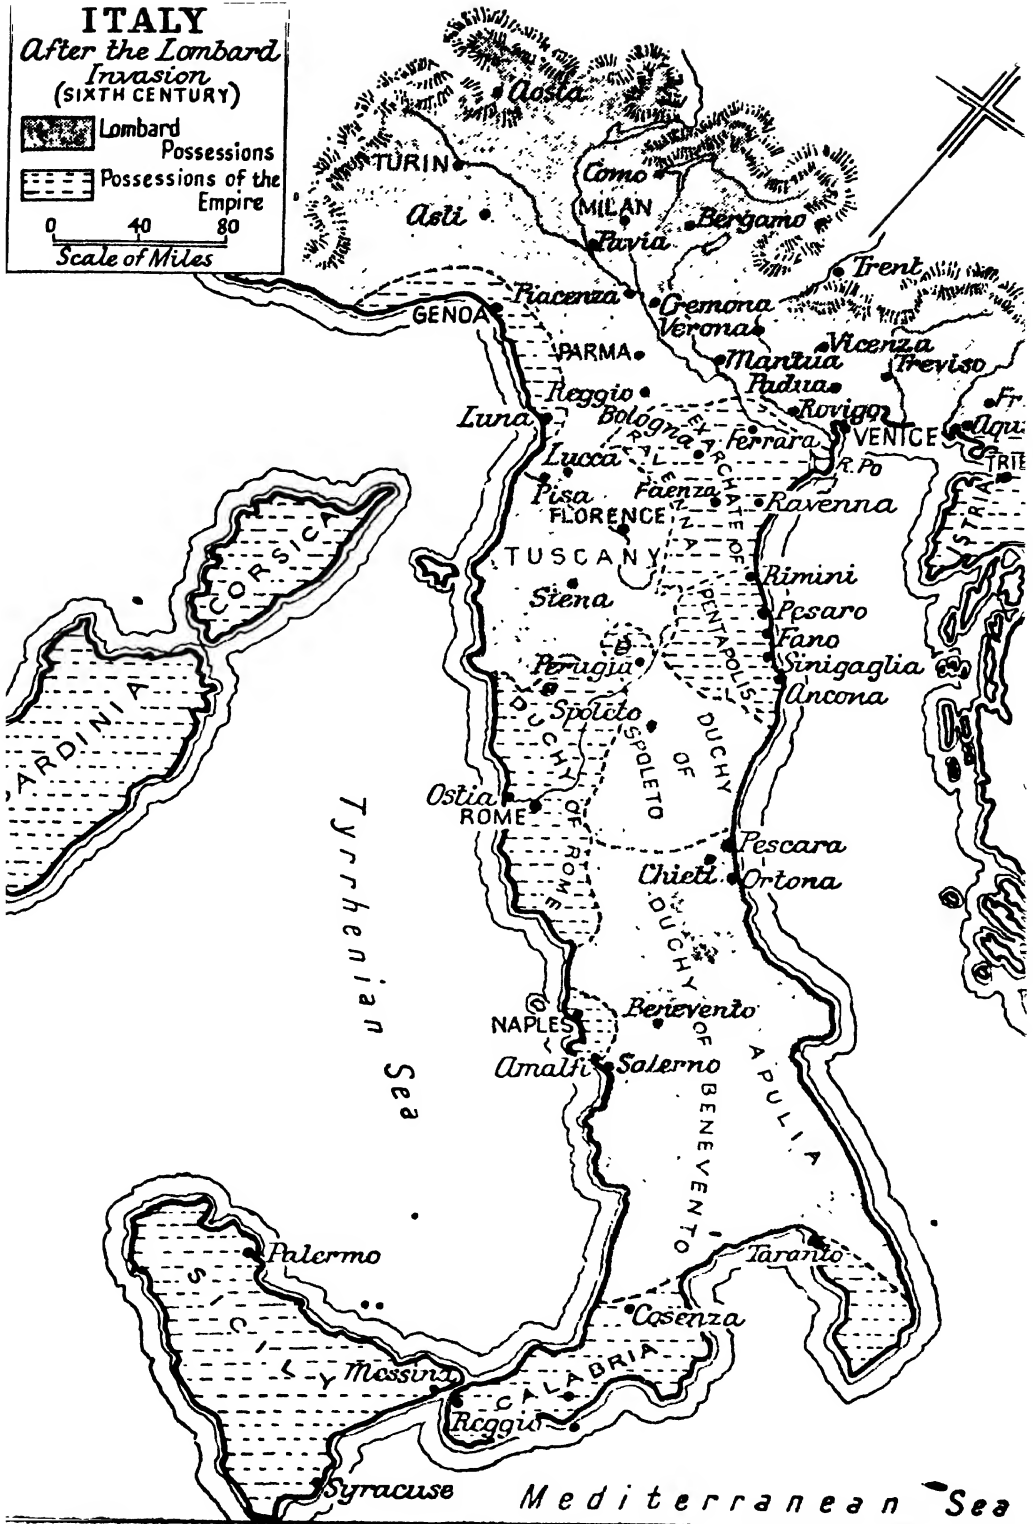 ITALY
After the Lombard
Invasion
(SIXTH CENTURY)
Lombard
Possessions
Possessions of the
Empire
0 40 80
Scale of Miles
Aosta
TURIN
Como
MILAN
Asti
Bergamo
Pavia
Trent
Piacenza
Cremona
GENOA
Verona
Vicenza
PARMA
Mantua
Treviso
Padua
Reggio
Rovigo
Fr
Luna
Bologna
Ferrara
VENICE
Aqui
EXARCHATE OF
RAVENNA
R. Po
TRIE
Lucca
Pisa
Faenza
Ravenna
FLORENCE
ISTRIA
CORSICA
TUSCANY
Rimini
Siena
PENTAPOLIS
Pesaro
Fano
Perugia
Sinigaglia
Ancona
ARDINIA
DUCHY OF ROME
Spoleto
DUCHY
OF
SPOLETO
Ostia
ROME
Tyrrhenian Sea
Pescara
Chieti
Ortona
DUCHY OF BENEVENTO
NAPLES
Benevento
Amalfi
Salerno
APULIA
Palermo
Taranto
SICILY
Cosenza
Messina
CALABRIA
Reggio
Syracuse
Mediterranean Sea